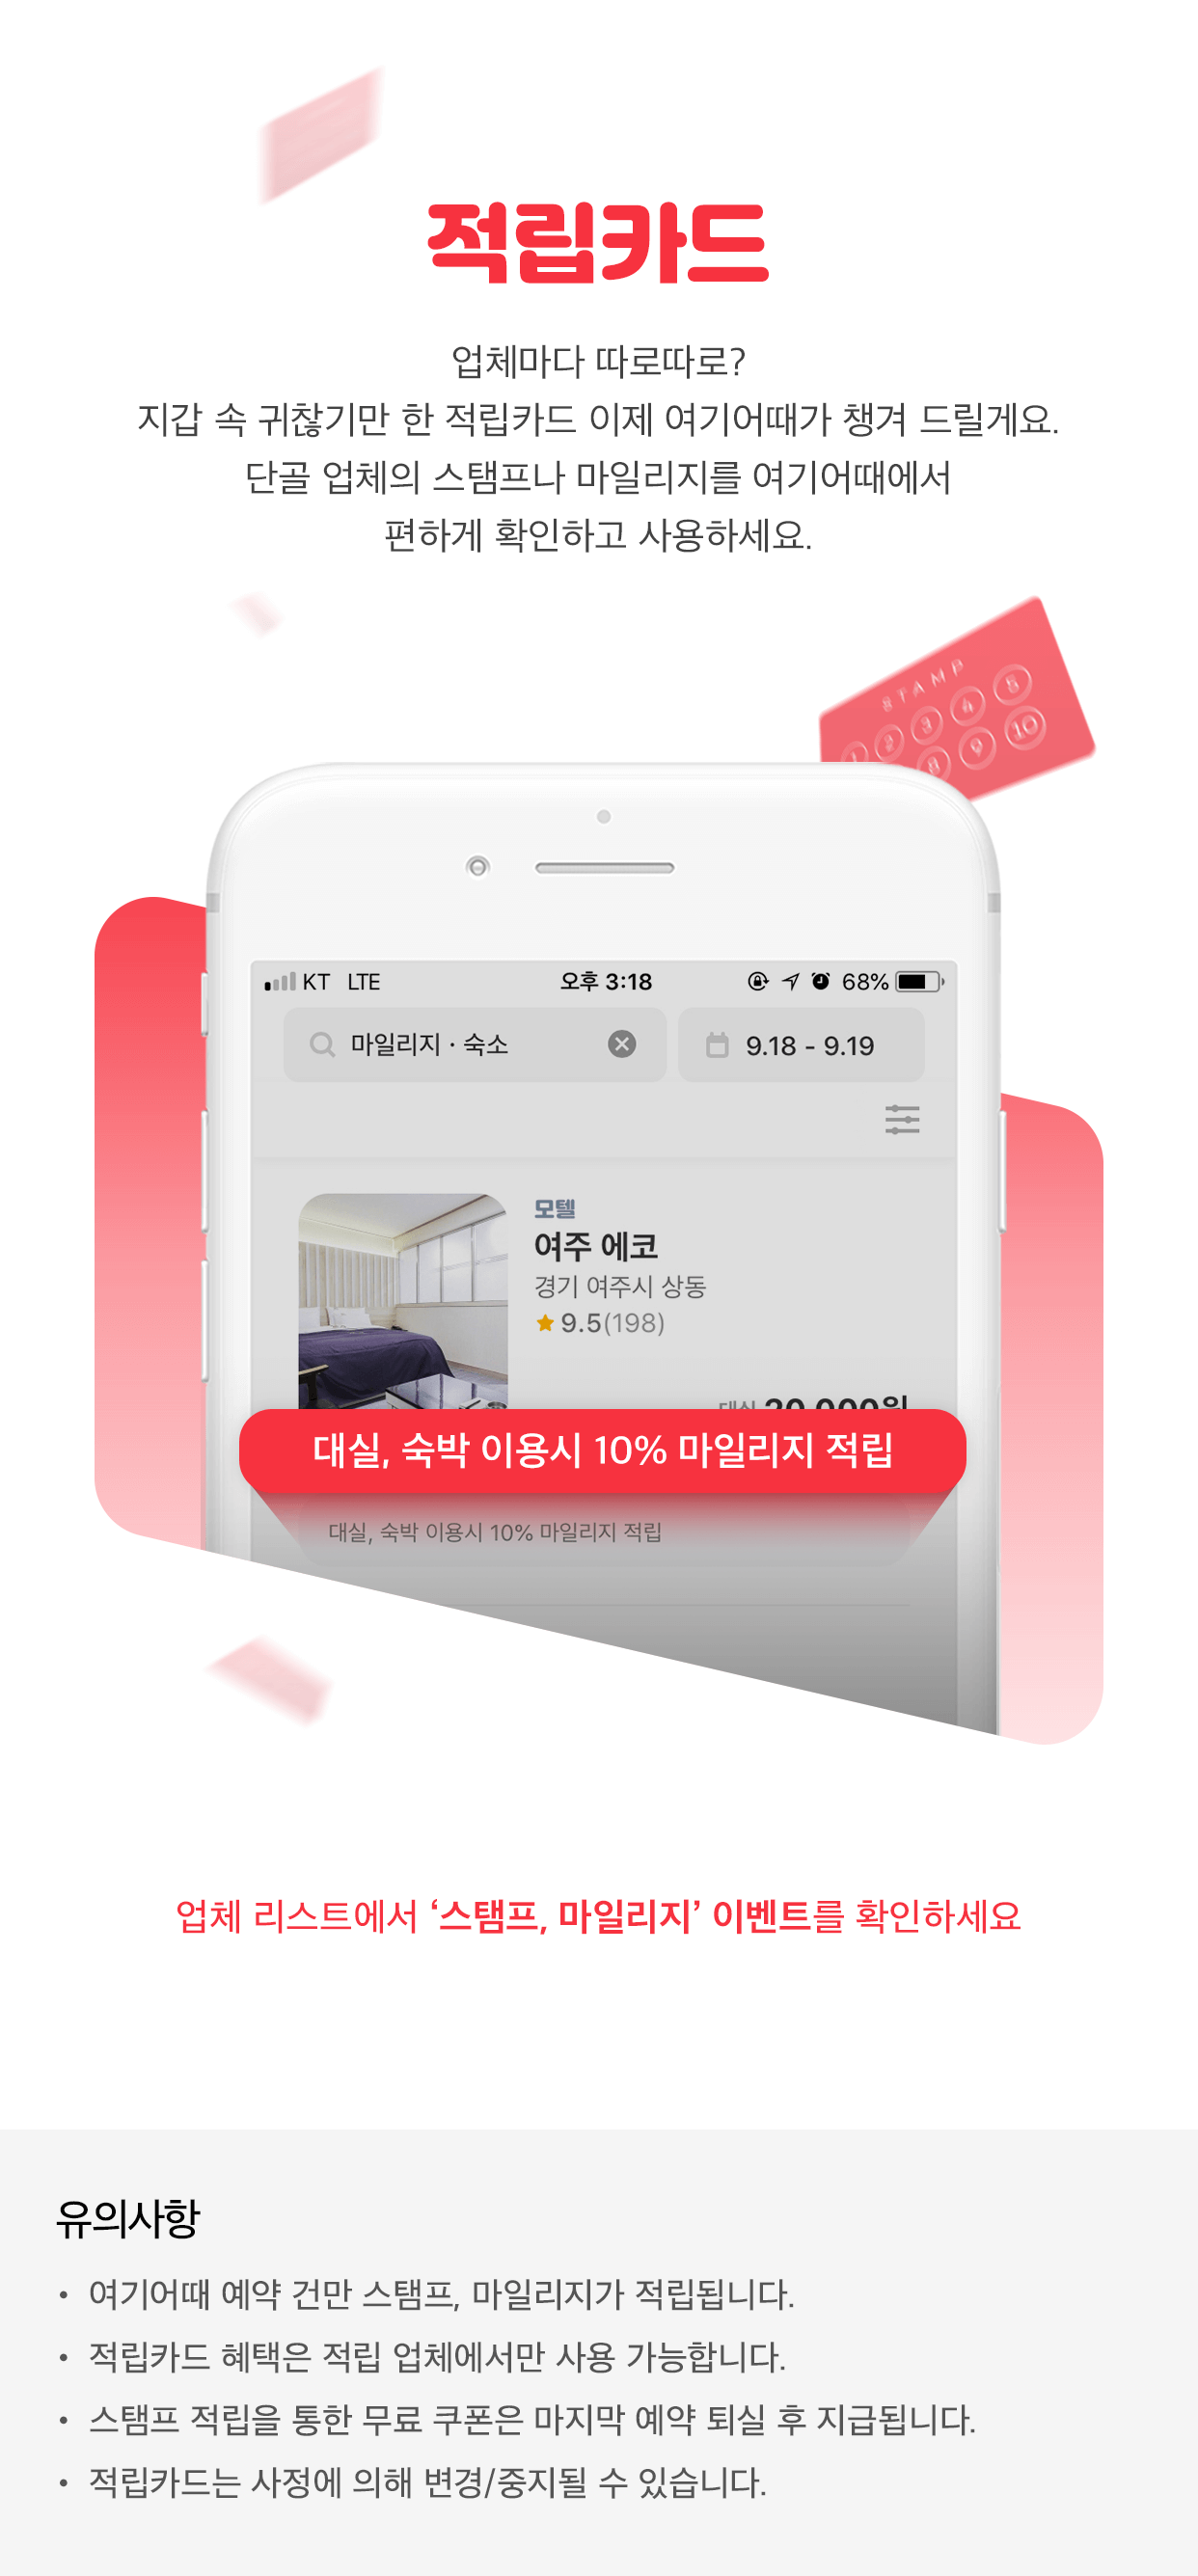 적립카드
업체마다 따로따로?
지갑 속 귀찮기만 한 적립카드 이제 여기어때가 챙겨 드릴게요.
단골 업체의 스탬프나 마일리지를 여기어때에서
편하게 확인하고 사용하세요.
STAMP
1 2 3 4 5
8 9 10
KT LTE 오후 3:18 68%
마일리지 · 숙소 9.18 - 9.19
모텔
여주 에코
경기 여주시 상동
9.5(198)
대실 20,000원
대실, 숙박 이용시 10% 마일리지 적립
대실, 숙박 이용시 10% 마일리지 적립
업체 리스트에서 ‘스탬프, 마일리지’ 이벤트를 확인하세요
유의사항
• 여기어때 예약 건만 스탬프, 마일리지가 적립됩니다.
• 적립카드 혜택은 적립 업체에서만 사용 가능합니다.
• 스탬프 적립을 통한 무료 쿠폰은 마지막 예약 퇴실 후 지급됩니다.
• 적립카드는 사정에 의해 변경/중지될 수 있습니다.